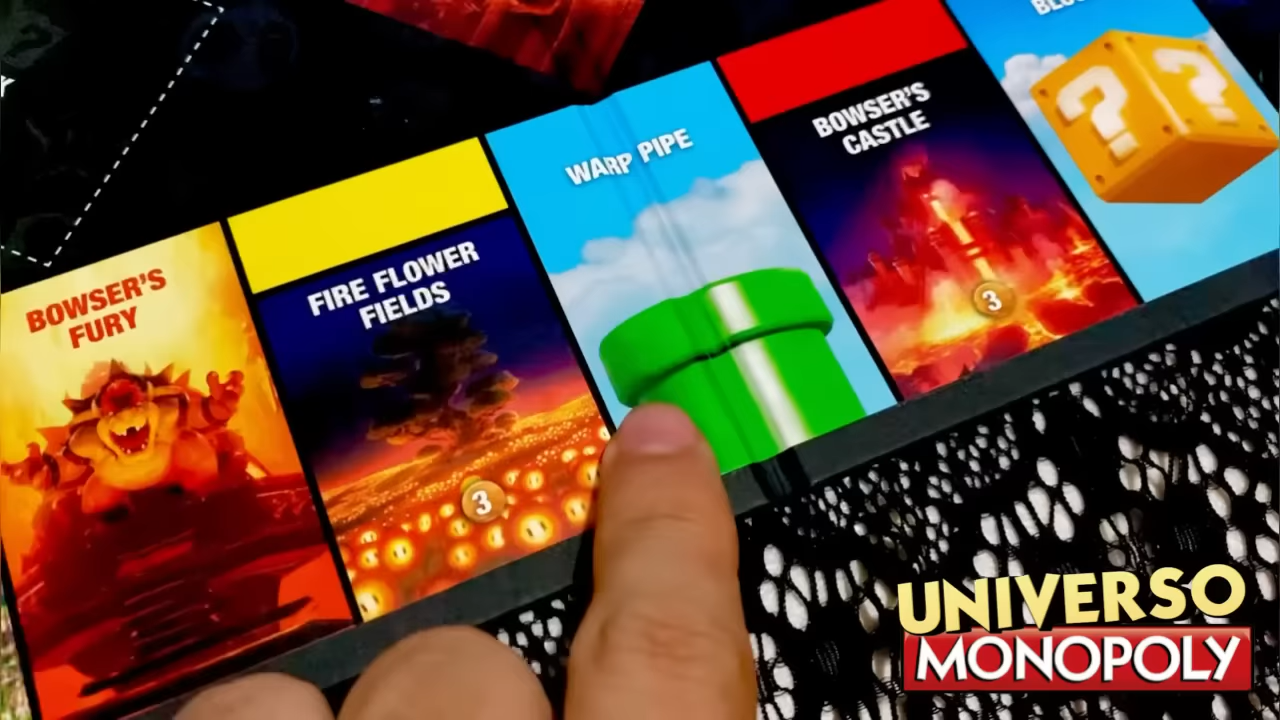 BOWSER'S
FURY
FIRE FLOWER
FIELDS
3
WARP PIPE
BOWSER'S
CASTLE
3
? ?
UNIVERSO
MONOPOLY